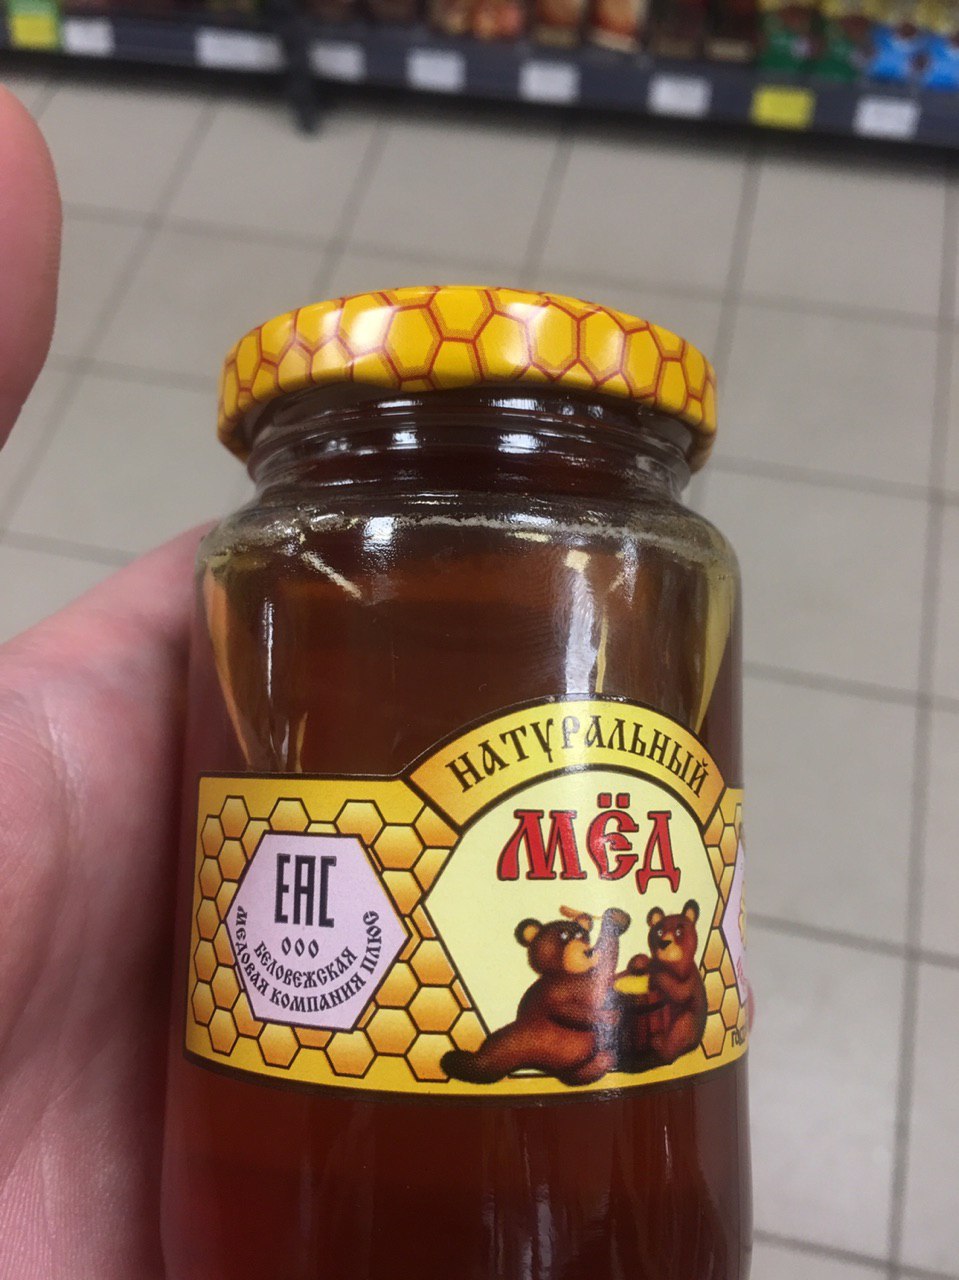 НАТУРАЛЬНЫЙ
МЁД
ЕАС
ООО
БЕЛОВЕЖСКАЯ
МЕДОВАЯ КОМПАНИЯ ПЛЮС